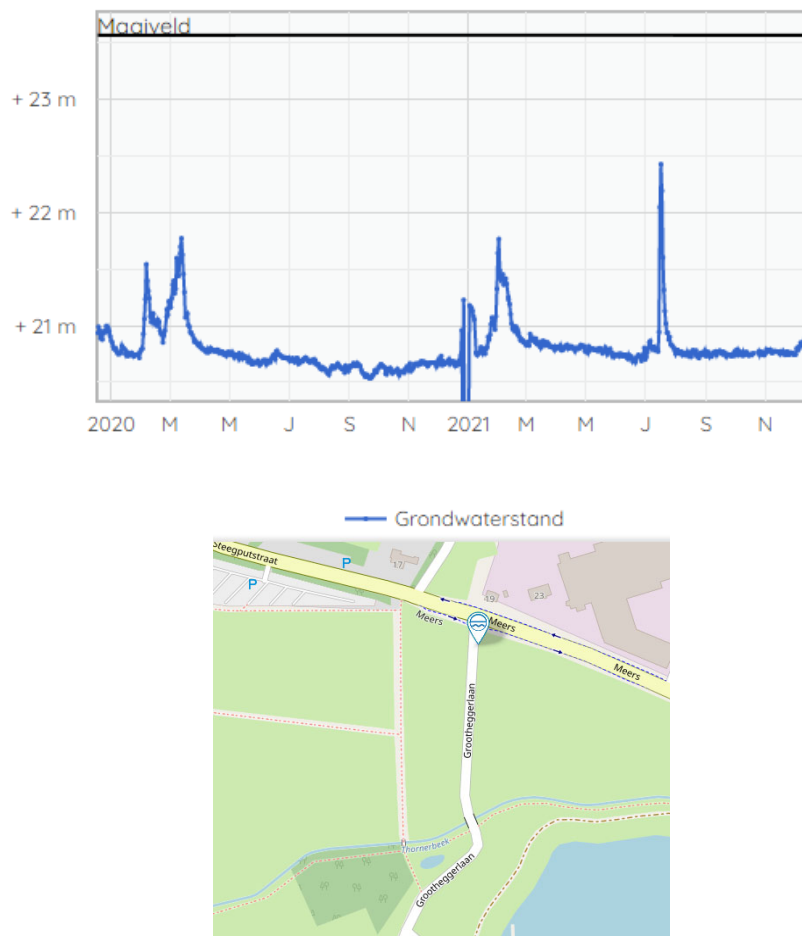 Maaiveld
+ 23 m
+ 22 m
+ 21 m
2020 M M J S N 2021 M M J S N
Grondwaterstand
Steegputstraat
P
17
P
19
23
Meers
Meers
Meers
Grootheggerlaan
Thornerbeek
Grootheggerlaan